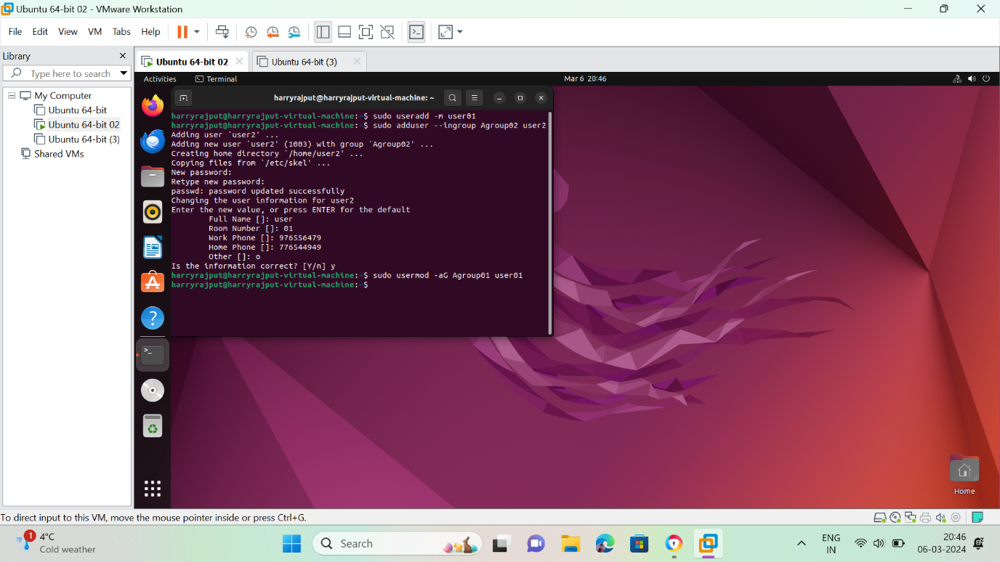 Ubuntu 64-bit 02 - VMware Workstation
File Edit View VM Tabs Help
Library
Type here to search
My Computer
Ubuntu 64-bit
Ubuntu 64-bit 02
Ubuntu 64-bit (3)
Shared VMs
Ubuntu 64-bit 02
Ubuntu 64-bit (3)
Activities
Terminal
Mar 6 20:46
harryrajput@harryrajput-virtual-machine: ~
harryrajput@harryrajput-virtual-machine:~$ sudo useradd -m user01
harryrajput@harryrajput-virtual-machine:~$ sudo adduser --ingroup Agroup02 user2
Adding user `user2' ...
Adding new user `user2' (1003) with group `Agroup02' ...
Creating home directory `/home/user2' ...
Copying files from `/etc/skel' ...
New password:
Retype new password:
passwd: password updated successfully
Changing the user information for user2
Enter the new value, or press ENTER for the default
Full Name []: user
Room Number []: 01
Work Phone []: 976556479
Home Phone []: 776544949
Other []: o
Is the information correct? [Y/n] y
harryrajput@harryrajput-virtual-machine:~$ sudo usermod -aG Agroup01 user01
harryrajput@harryrajput-virtual-machine:~$
Home
To direct input to this VM, move the mouse pointer inside or press Ctrl+G.
1
4°C
Cold weather
Search
ENG
IN
20:46
06-03-2024